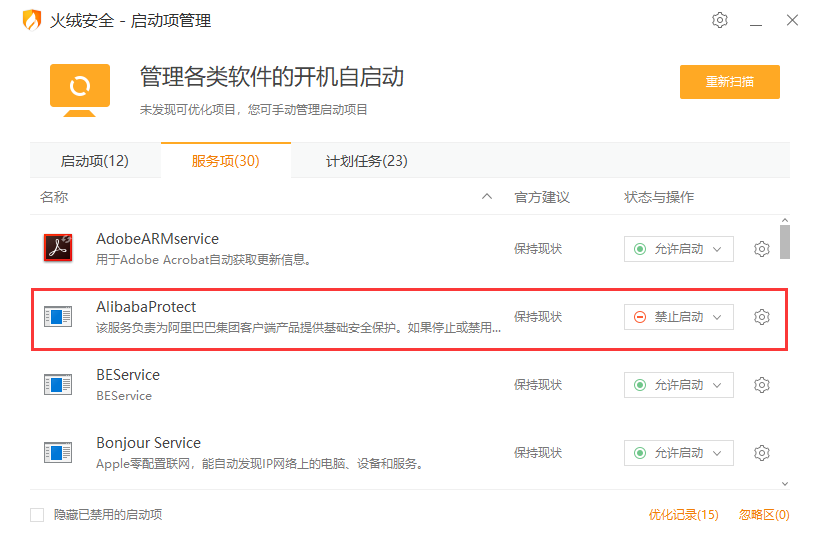 火绒安全 - 启动项管理
管理各类软件的开机自启动
未发现可优化项目，您可手动管理启动项目
重新扫描
启动项(12)
服务项(30)
计划任务(23)
名称
官方建议
状态与操作
AdobeARMservice
用于Adobe Acrobat自动获取更新信息。
保持现状
允许启动
AlibabaProtect
该服务负责为阿里巴巴集团客户端产品提供基础安全保护。如果停止或禁用...
保持现状
禁止启动
BEService
BEService
保持现状
允许启动
Bonjour Service
Apple零配置联网，能自动发现IP网络上的电脑、设备和服务。
保持现状
允许启动
隐藏已禁用的启动项
优化记录(15)
忽略区(0)